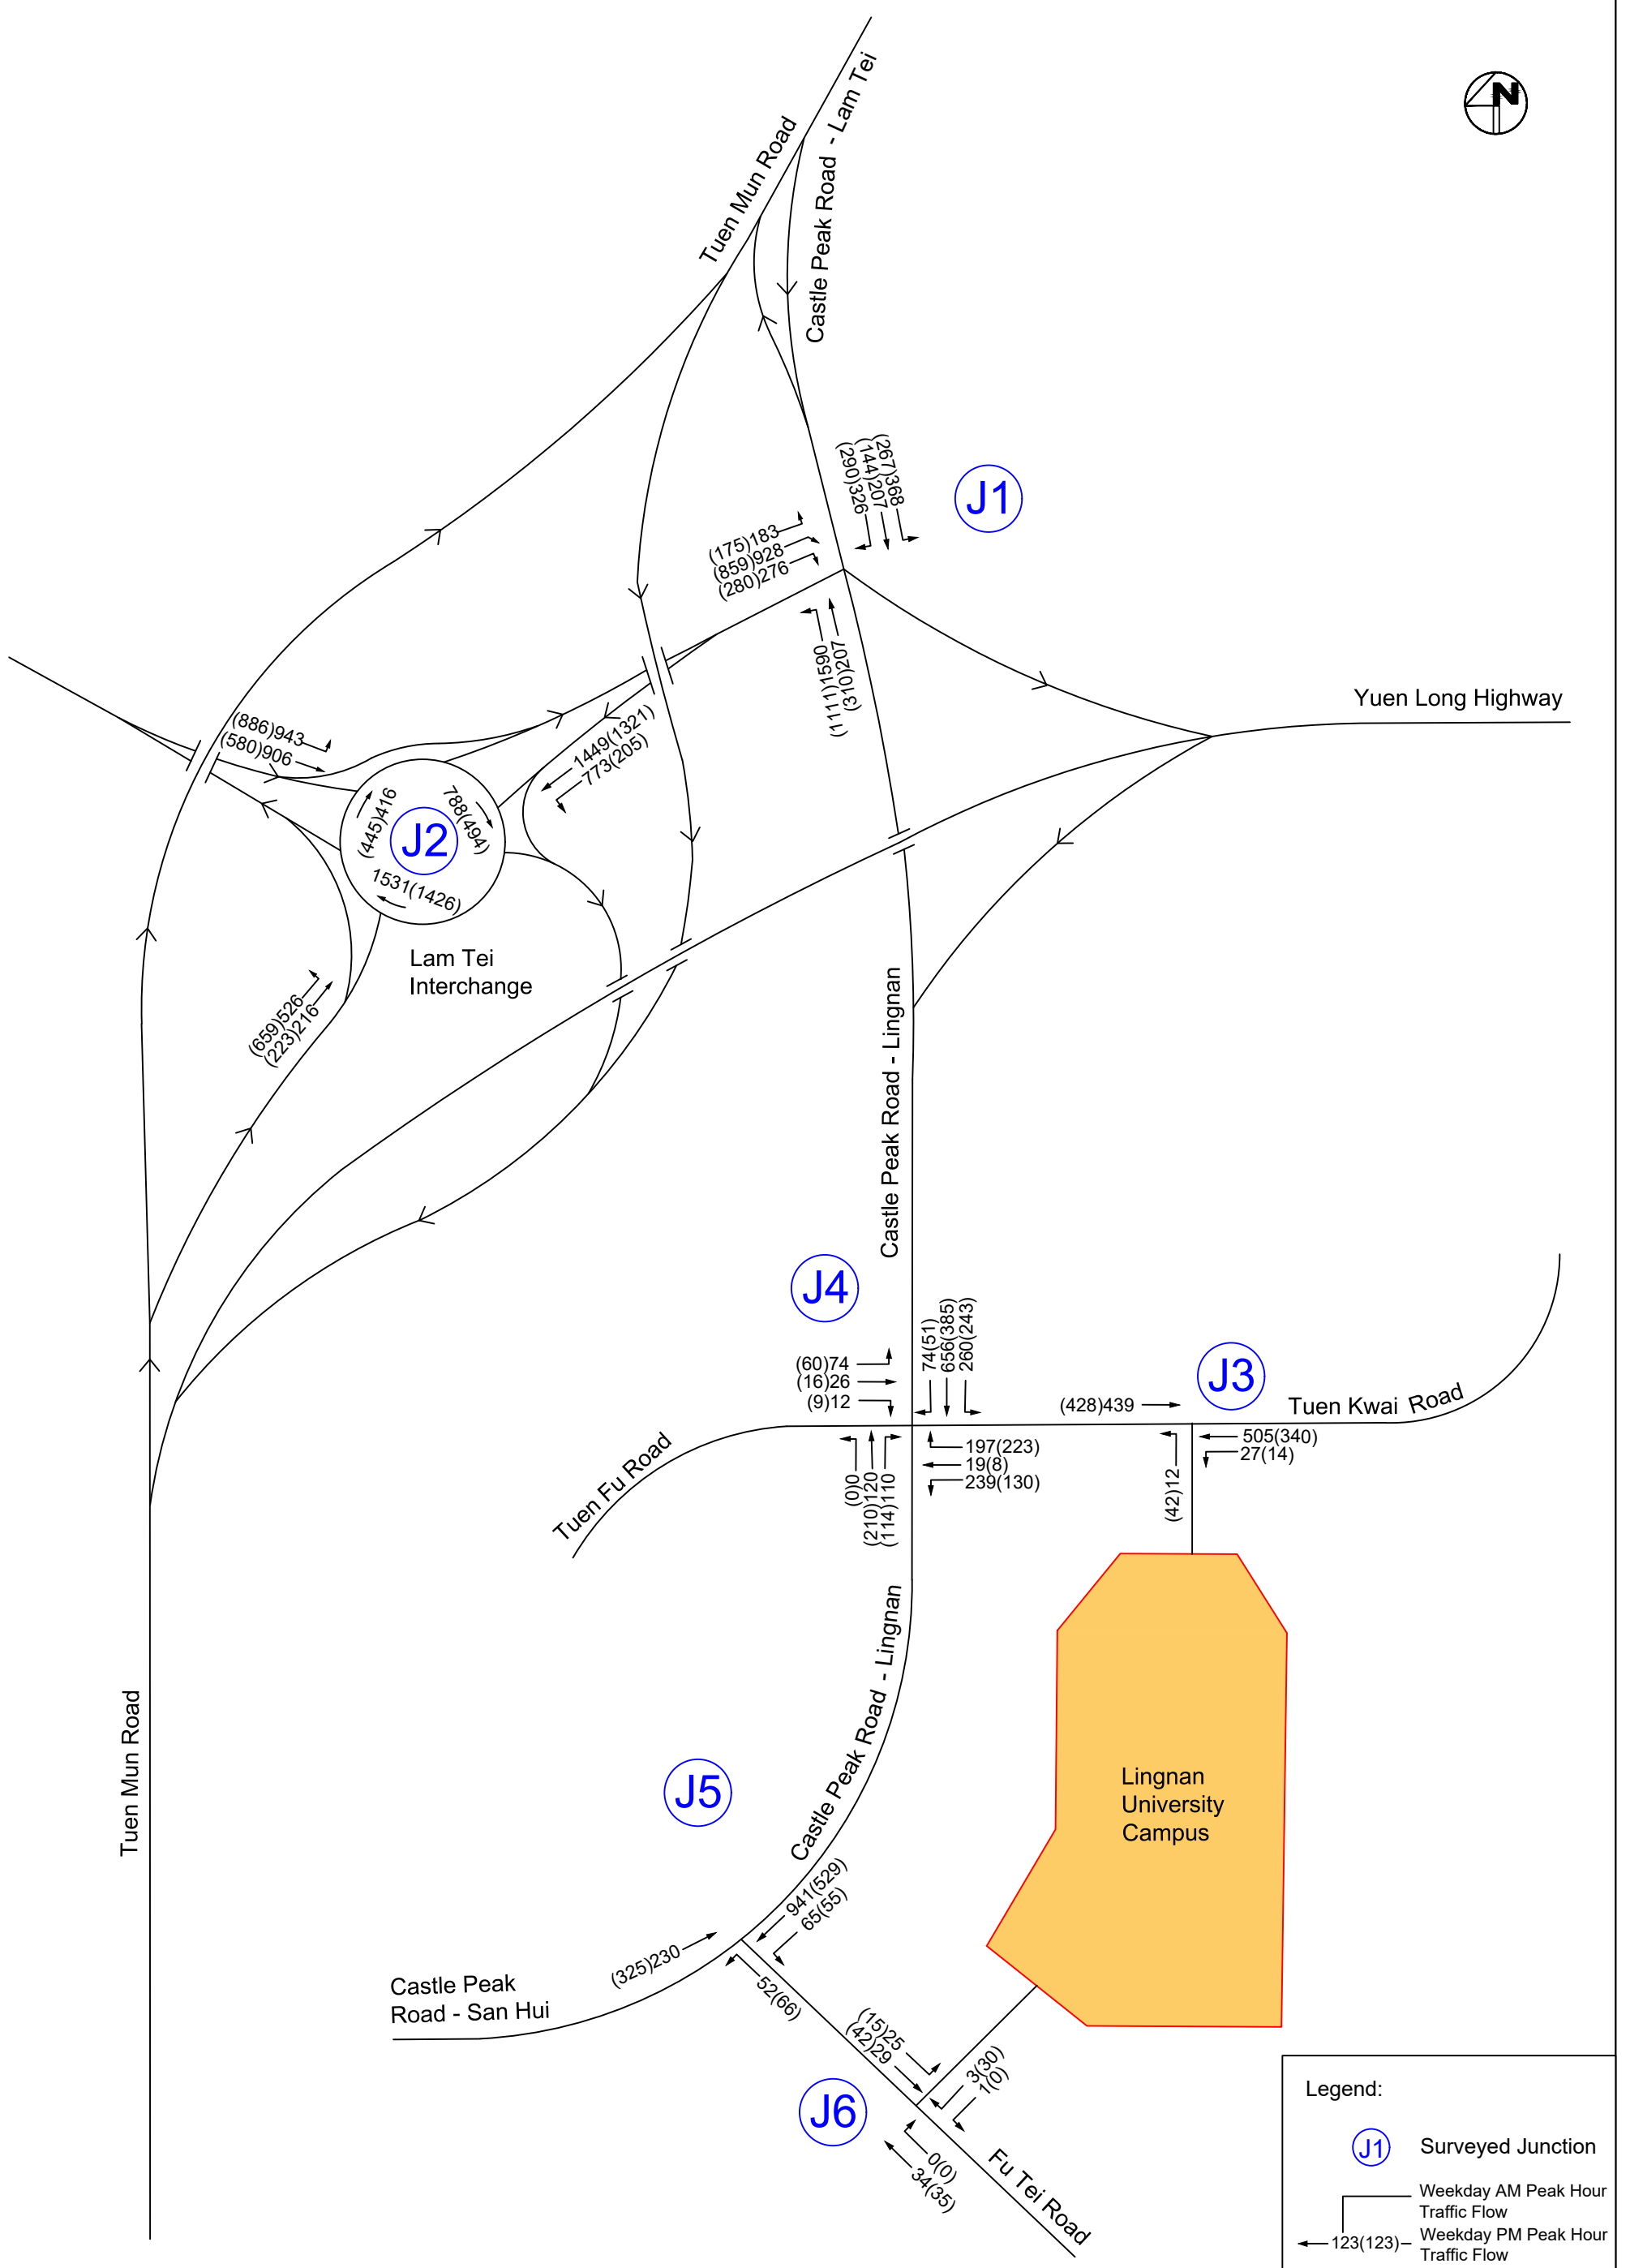 N
Tuen Mun Road
Castle Peak Road - Lam Tei
J1
(267)368
(144)207
(290)326
(175)183
(859)928
(280)276
(1111)1590
(310)207
Yuen Long Highway
(886)943
(580)906
1449(1321)
773(205)
(445)416
788(494)
J2
1531(1426)
Lam Tei
Interchange
(659)526
(223)216
Castle Peak Road - Lingnan
J4
74(51)
656(385)
260(243)
(60)74
(16)26
(9)12
J3
(428)439
Tuen Kwai Road
505(340)
27(14)
197(223)
19(8)
239(130)
(0)0
(210)120
(114)110
(42)12
Tuen Fu Road
Castle Peak Road - Lingnan
Tuen Mun Road
J5
Lingnan
University
Campus
941(529)
65(55)
(325)230
52(66)
Castle Peak
Road - San Hui
(15)25
(42)29
3(30)
1(0)
J6
0(0)
34(35)
Fu Tei Road
Legend:
J1 Surveyed Junction
Weekday AM Peak Hour
Traffic Flow
123(123) Weekday PM Peak Hour
Traffic Flow